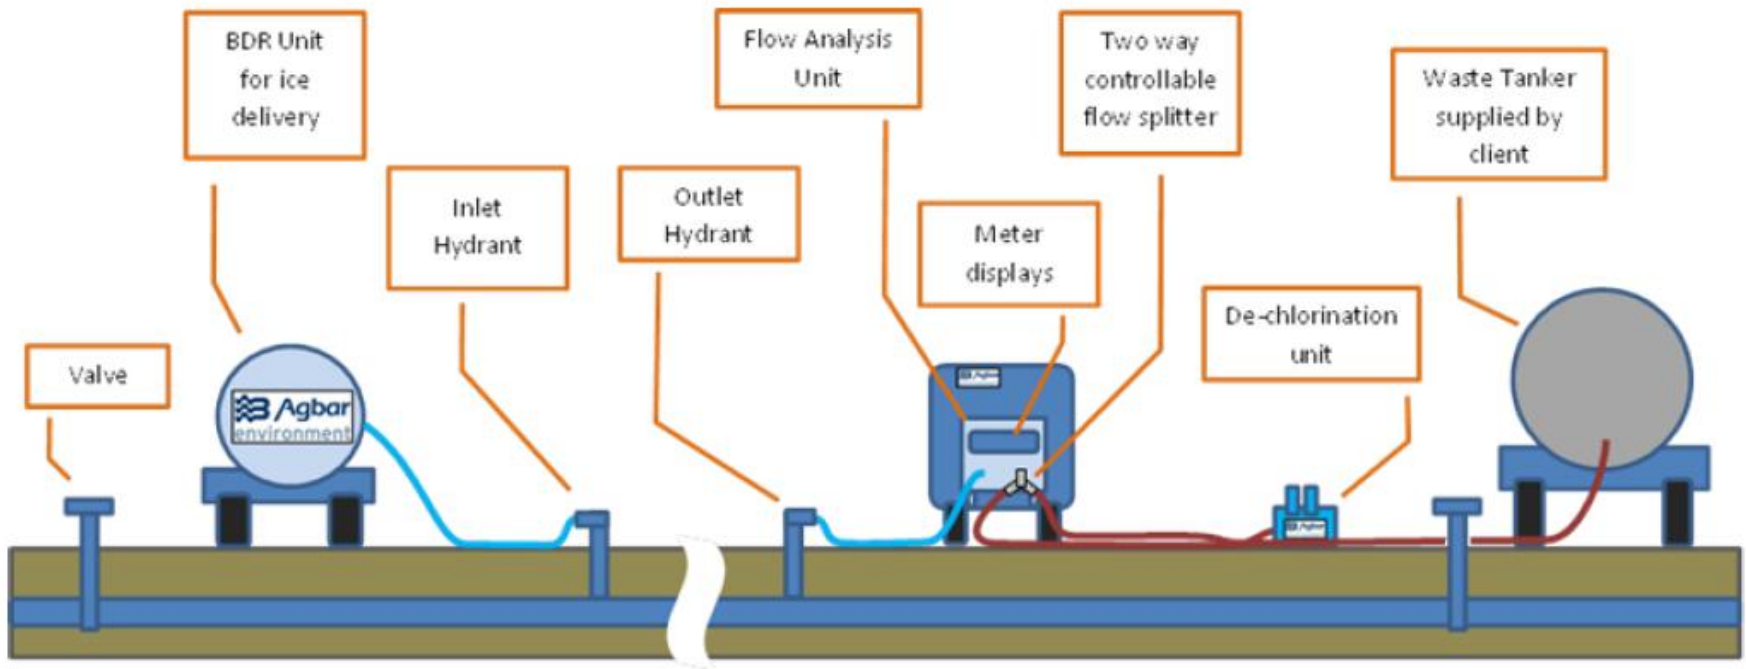 BDR Unit
for ice
delivery
Flow Analysis
Unit
Two way
controllable
flow splitter
Waste Tanker
supplied by
client
Inlet
Hydrant
Outlet
Hydrant
Meter
displays
De-chlorination
unit
Valve
Agbar
environment
Agbar